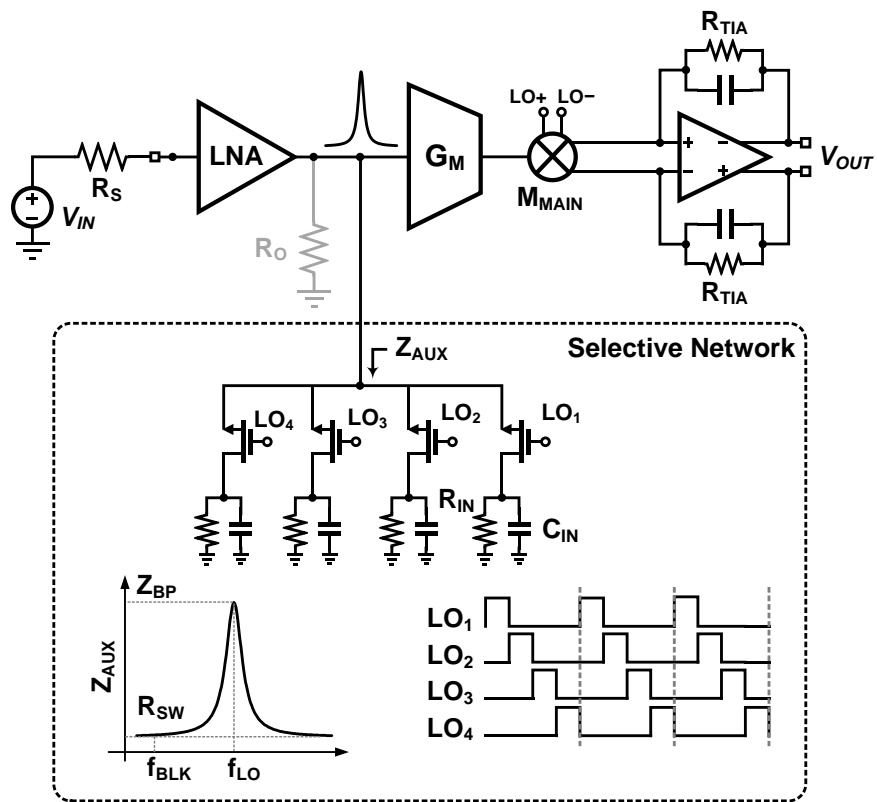 R_TIA
LO+ LO−
LNA
G_M
+ −
− +
V_OUT
R_S
+
−
V_IN
M_MAIN
R_O
R_TIA
Selective Network
Z_AUX
LO_4 LO_3 LO_2 LO_1
R_IN
C_IN
Z_BP
Z_AUX
R_SW
f_BLK f_LO
LO_1
LO_2
LO_3
LO_4